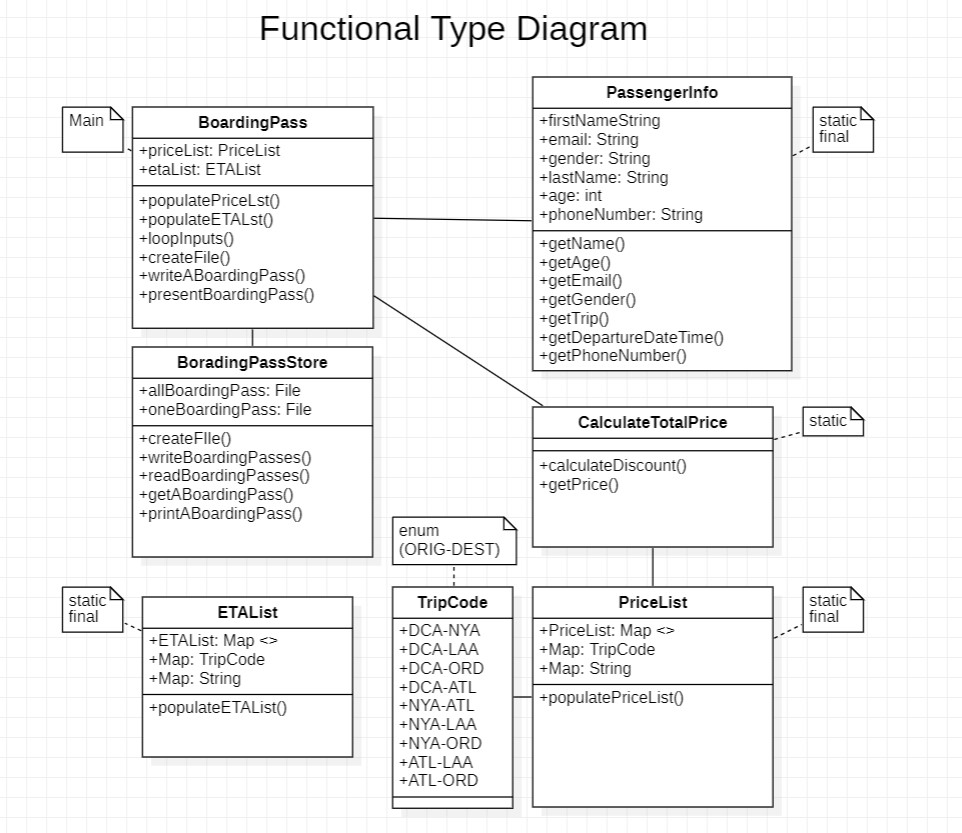 Functional Type Diagram
Main
BoardingPass
+priceList: PriceList
+etaList: ETAList
+populatePriceLst()
+populateETALst()
+loopInputs()
+createFile()
+writeABoardingPass()
+presentBoardingPass()
PassengerInfo
+firstNameString
+email: String
+gender: String
+lastName: String
+age: int
+phoneNumber: String
+getName()
+getAge()
+getEmail()
+getGender()
+getTrip()
+getDepartureDateTime()
+getPhoneNumber()
static
final
BoradingPassStore
+allBoardingPass: File
+oneBoardingPass: File
+createFIle()
+writeBoardingPasses()
+readBoardingPasses()
+getABoardingPass()
+printABoardingPass()
CalculateTotalPrice
+calculateDiscount()
+getPrice()
static
enum
(ORIG-DEST)
static
final
ETAList
+ETAList: Map <>
+Map: TripCode
+Map: String
+populateETAList()
TripCode
+DCA-NYA
+DCA-LAA
+DCA-ORD
+DCA-ATL
+NYA-ATL
+NYA-LAA
+NYA-ORD
+ATL-LAA
+ATL-ORD
PriceList
+PriceList: Map <>
+Map: TripCode
+Map: String
+populatePriceList()
static
final